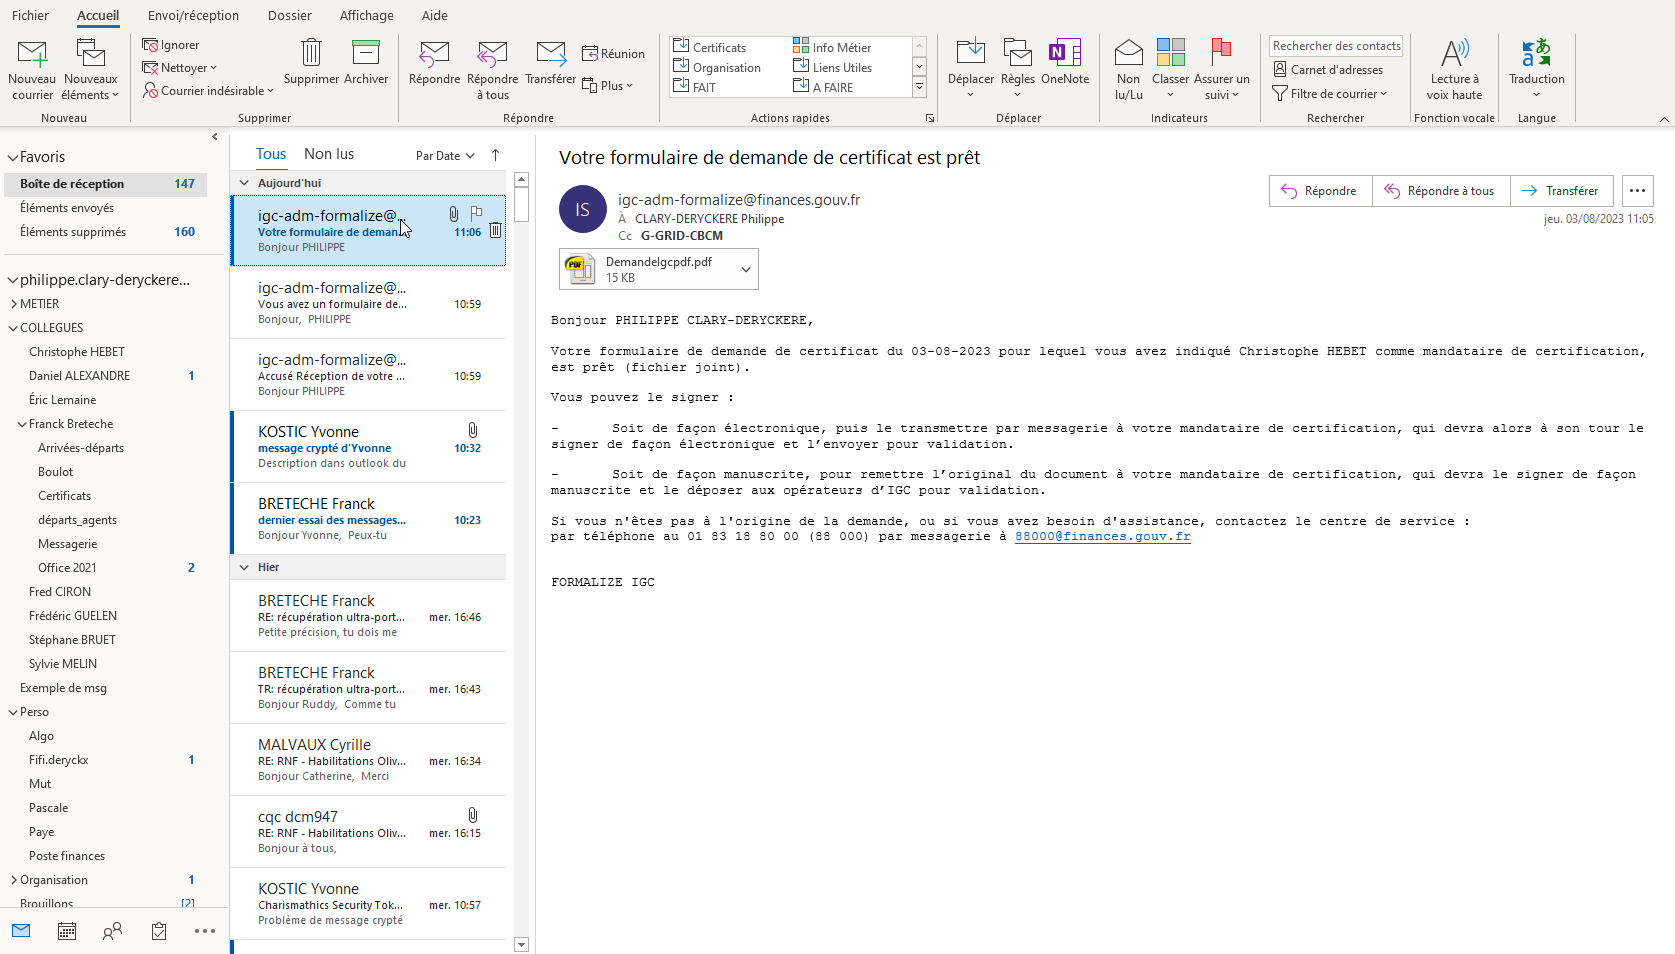 Fichier Accueil Envoi/réception Dossier Affichage Aide
Nouveau courrier
Nouveaux éléments
Nouveau
Ignorer
Nettoyer
Courrier indésirable
Supprimer
Archiver
Supprimer
Répondre
Répondre à tous
Transférer
Réunion
Plus
Répondre
Certificats
Organisation
FAIT
Info Métier
Liens Utiles
A FAIRE
Actions rapides
Déplacer
Règles
OneNote
Déplacer
Non lu/Lu
Classer
Assurer un suivi
Indicateurs
Rechercher des contacts
Carnet d'adresses
Filtre de courrier
Rechercher
Lecture à voix haute
Fonction vocale
Traduction
Langue
Favoris
Boîte de réception 147
Éléments envoyés
Éléments supprimés 160
philippe.clary-deryckere...
METIER
COLLEGUES
Christophe HEBET
Daniel ALEXANDRE 1
Éric Lemaine
Franck Breteche
Arrivées-départs
Boulot
Certificats
départs_agents
Messagerie
Office 2021 2
Fred CIRON
Frédéric GUELEN
Stéphane BRUET
Sylvie MELIN
Exemple de msg
Perso
Algo
Fifi.deryckx 1
Mut
Pascale
Paye
Poste finances
Organisation 1
Brouillons [2]
Tous Non lus Par Date
Aujourd'hui
igc-adm-formalize@...
Votre formulaire de deman... 11:06
Bonjour PHILIPPE
igc-adm-formalize@...
Vous avez un formulaire de... 10:59
Bonjour, PHILIPPE
igc-adm-formalize@...
Accusé Réception de votre ... 10:59
Bonjour PHILIPPE
KOSTIC Yvonne
message crypté d'Yvonne 10:32
Description dans outlook du
BRETECHE Franck
dernier essai des messages... 10:23
Bonjour Yvonne, Peux-tu
Hier
BRETECHE Franck
RE: récupération ultra-port... mer. 16:46
Petite précision, tu dois me
BRETECHE Franck
TR: récupération ultra-port... mer. 16:43
Bonjour Ruddy, Comme tu
MALVAUX Cyrille
RE: RNF - Habilitations Oliv... mer. 16:34
Bonjour Catherine, Merci
cqc dcm947
RE: RNF - Habilitations Oliv... mer. 16:15
Bonjour à tous,
KOSTIC Yvonne
Charismathics Security Tok... mer. 10:57
Problème de message crypté
Votre formulaire de demande de certificat est prêt
IS
igc-adm-formalize@finances.gouv.fr
À CLARY-DERYCKERE Philippe
Cc G-GRID-CBCM
Répondre Répondre à tous Transférer
jeu. 03/08/2023 11:05
PDF
DemandeIgcpdf.pdf
15 KB
Bonjour PHILIPPE CLARY-DERYCKERE,
Votre formulaire de demande de certificat du 03-08-2023 pour lequel vous avez indiqué Christophe HEBET comme mandataire de certification,
est prêt (fichier joint).
Vous pouvez le signer :
- Soit de façon électronique, puis le transmettre par messagerie à votre mandataire de certification, qui devra alors à son tour le
signer de façon électronique et l’envoyer pour validation.
- Soit de façon manuscrite, pour remettre l’original du document à votre mandataire de certification, qui devra le signer de façon
manuscrite et le déposer aux opérateurs d’IGC pour validation.
Si vous n'êtes pas à l'origine de la demande, ou si vous avez besoin d'assistance, contactez le centre de service :
par téléphone au 01 83 18 80 00 (88 000) par messagerie à 88000@finances.gouv.fr
FORMALIZE IGC